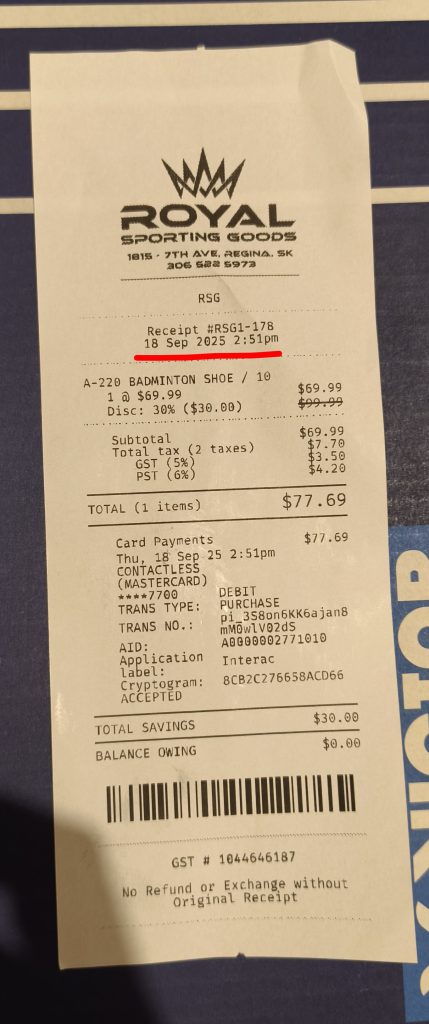 ROYAL
SPORTING GOODS
1815 - 7TH AVE, REGINA, SK
306 522 5973
RSG
Receipt #RSG1-178
18 Sep 2025 2:51pm
A-220 BADMINTON SHOE / 10
1 @ $69.99 $69.99
Disc: 30% ($30.00) $99.99
Subtotal $69.99
Total tax (2 taxes) $7.70
GST (5%) $3.50
PST (6%) $4.20
TOTAL (1 items) $77.69
Card Payments $77.69
Thu, 18 Sep 25 2:51pm
CONTACTLESS
(MASTERCARD)
****7700 DEBIT
TRANS TYPE: PURCHASE
TRANS NO.: pi_3S8on6KK6ajan8
mM0wlV02dS
AID: A0000002771010
Application
label: Interac
Cryptogram: 8CB2C276658ACD66
ACCEPTED
TOTAL SAVINGS $30.00
BALANCE OWING $0.00
GST # 1044646187
No Refund or Exchange without
Original Receipt